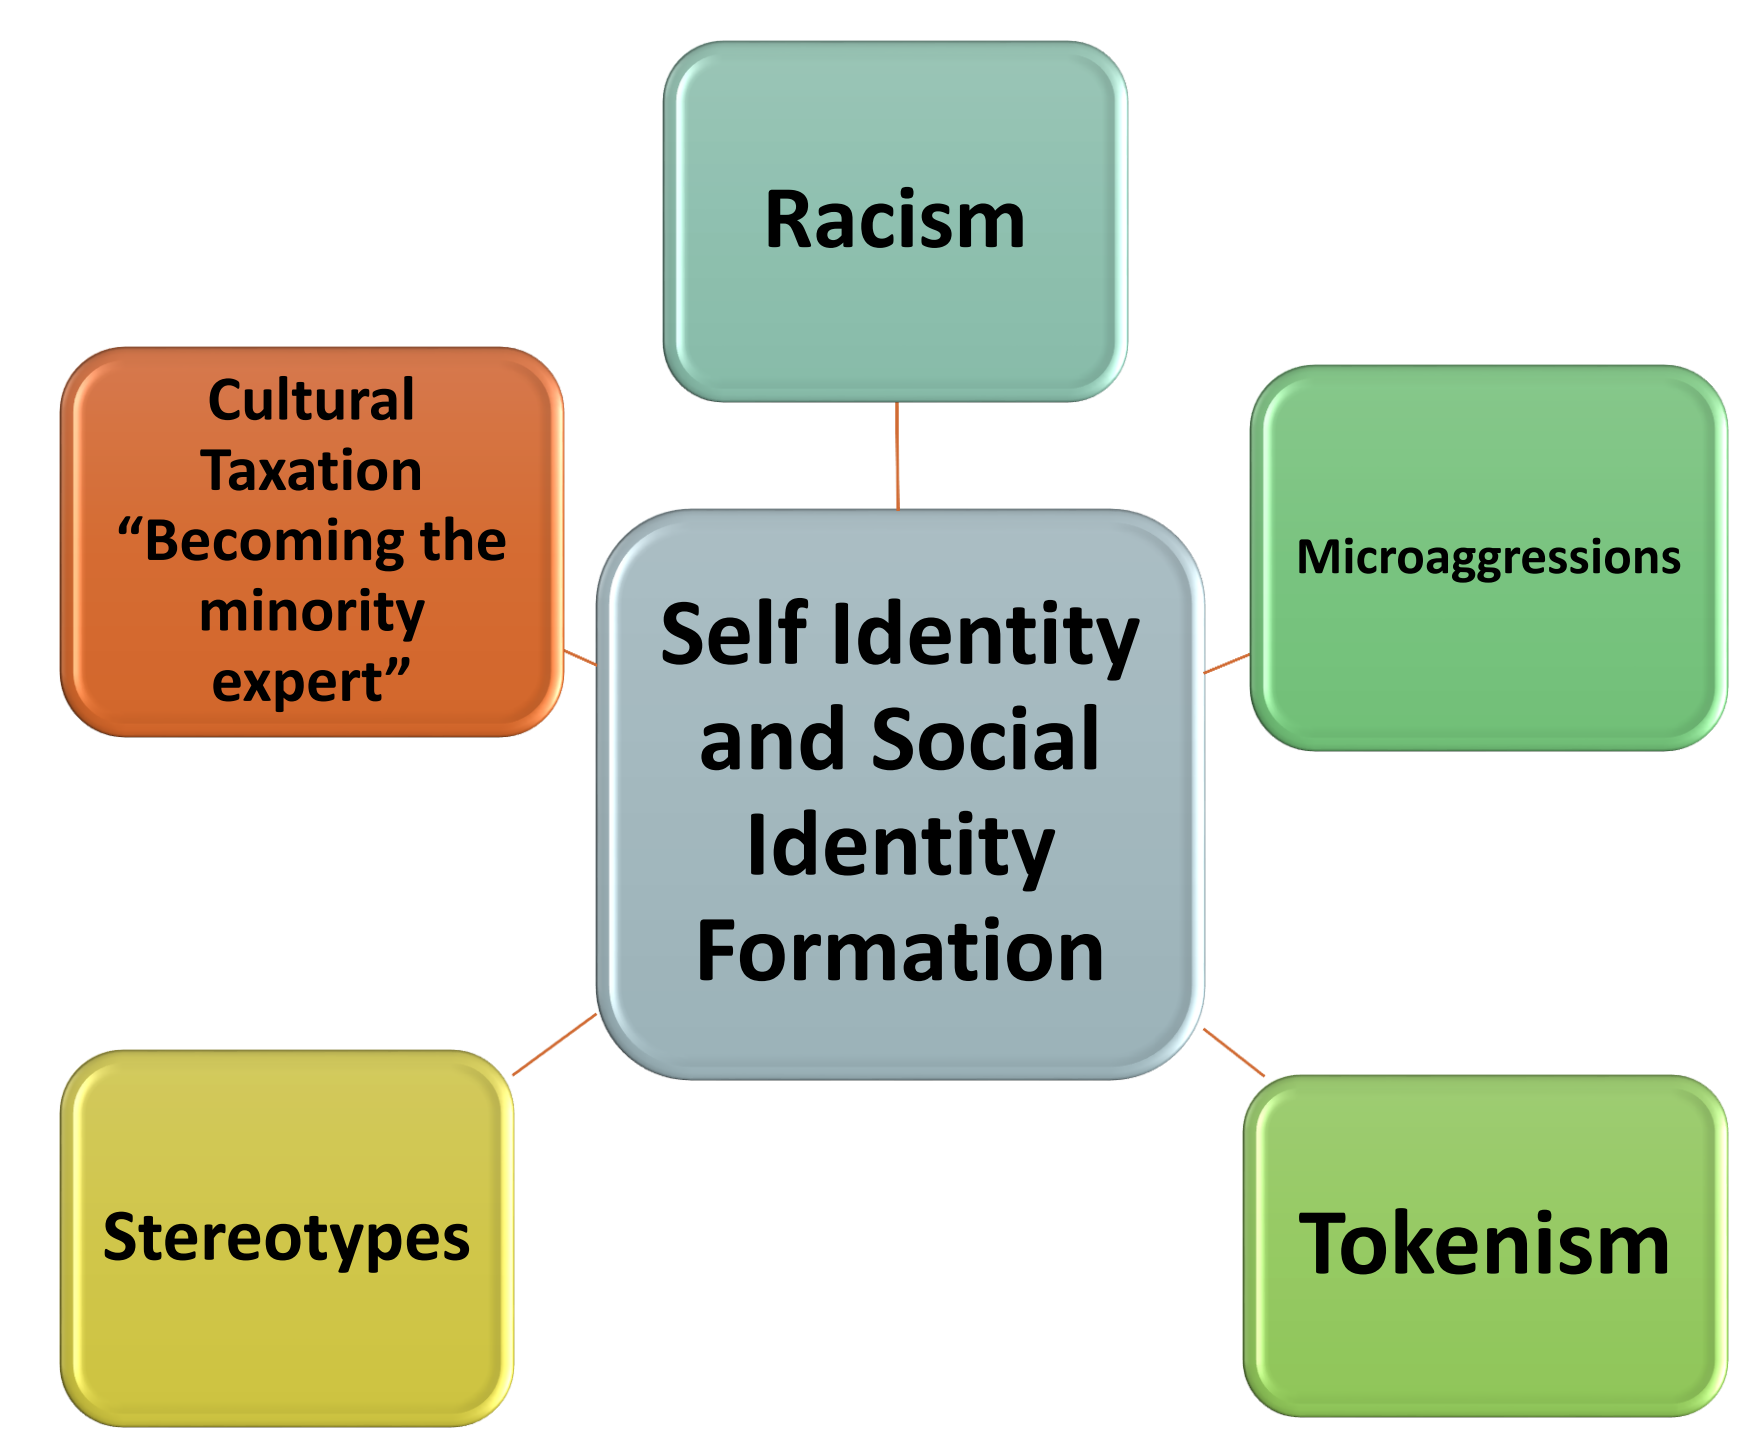 Racism
Cultural
Taxation
“Becoming the
minority
expert”
Microaggressions
Self Identity
and Social
Identity
Formation
Stereotypes
Tokenism